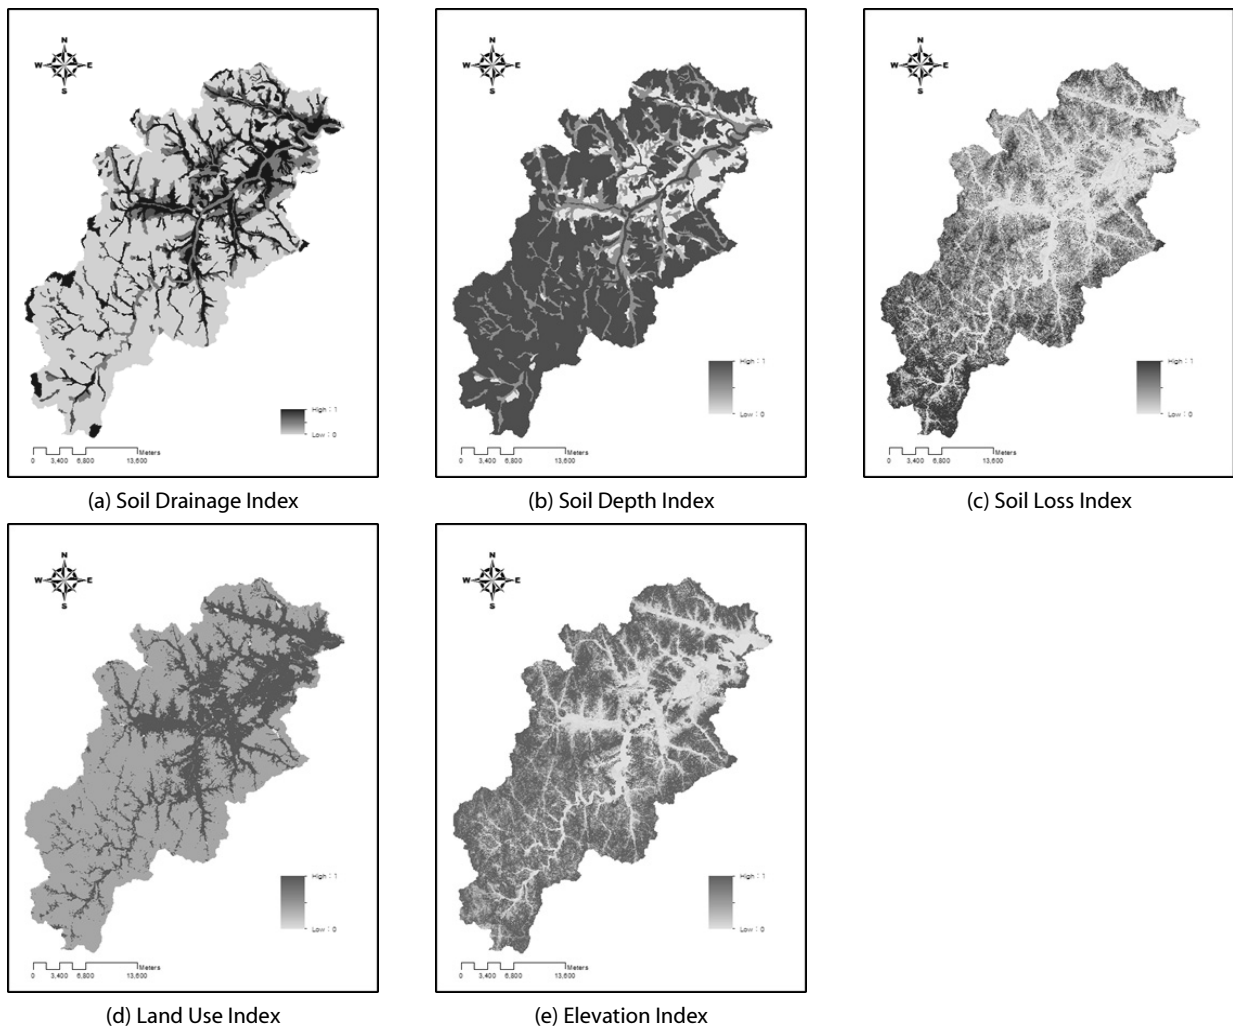 N
W E
S
High : 1
Low : 0
Meters
0 3,400 6,800 13,600
(a) Soil Drainage Index
N
W E
S
High : 1
Low : 0
Meters
0 3,400 6,800 13,600
(b) Soil Depth Index
N
W E
S
High : 1
Low : 0
Meters
0 3,400 6,800 13,600
(c) Soil Loss Index
N
W E
S
High : 1
Low : 0
Meters
0 3,400 6,800 13,600
(d) Land Use Index
N
W E
S
High : 1
Low : 0
Meters
0 3,400 6,800 13,600
(e) Elevation Index